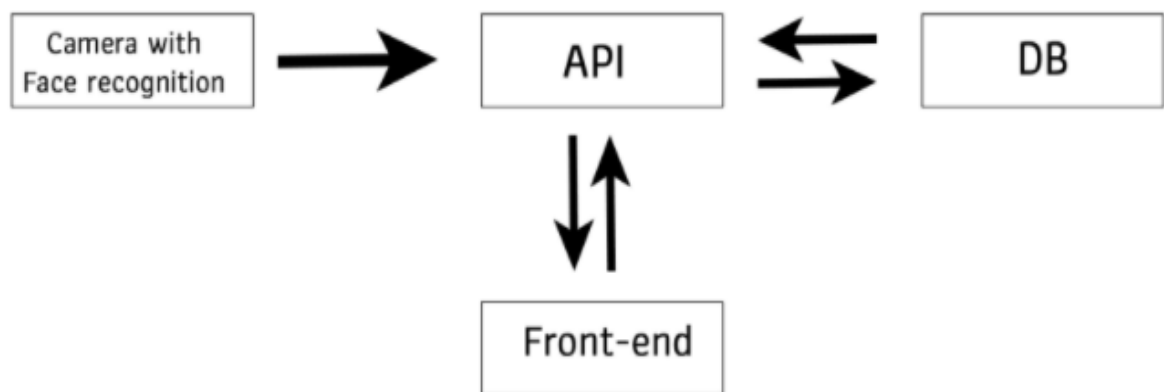 Camera with
Face recognition
API
DB
Front-end